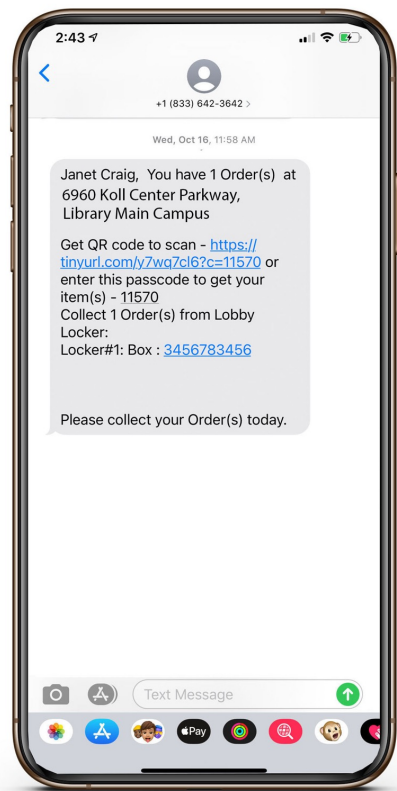 2:43
+1 (833) 642-3642 >
Wed, Oct 16, 11:58 AM
Janet Craig, You have 1 Order(s) at
6960 Koll Center Parkway,
Library Main Campus
Get QR code to scan - https://
tinyurl.com/y7wq7cl6?c=11570 or
enter this passcode to get your
item(s) - 11570
Collect 1 Order(s) from Lobby
Locker:
Locker#1: Box : 3456783456
Please collect your Order(s) today.
Text Message
Pay